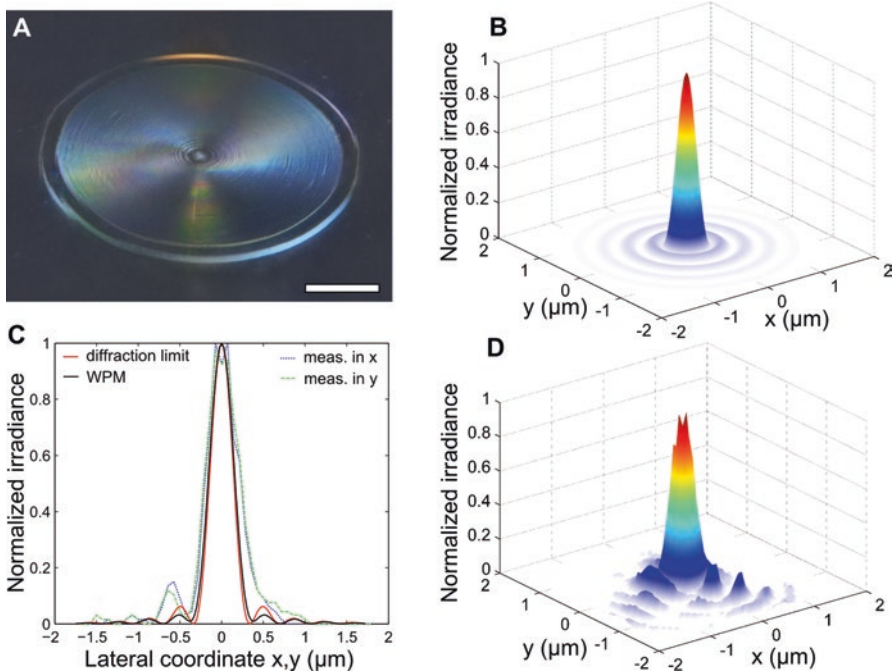 A
B
Normalized irradiance
1
0.8
0.6
0.4
0.2
0
2
1
0
-1
-2
y (µm)
-2
-1
0
1
2
x (µm)
C
diffraction limit
WPM
meas. in x
meas. in y
Normalized irradiance
1
0.8
0.6
0.4
0.2
0
−2 −1.5 −1 −0.5 0 0.5 1 1.5 2
Lateral coordinate x,y (µm)
D
Normalized irradiance
1
0.8
0.6
0.4
0.2
0
2
1
0
-1
-2
y (µm)
-2
-1
0
1
2
x (µm)